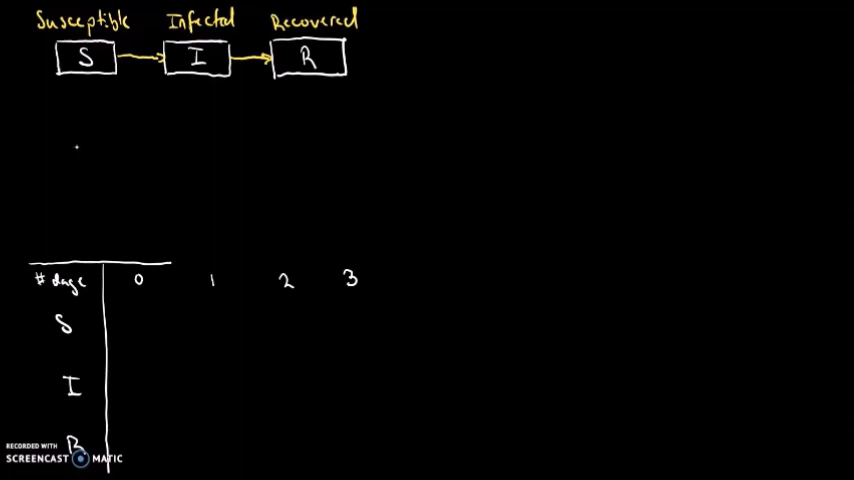 Susceptible Infected Recovered
S I R
# days 0 1 2 3
S
I
R
RECORDED WITH
SCREENCAST MATIC